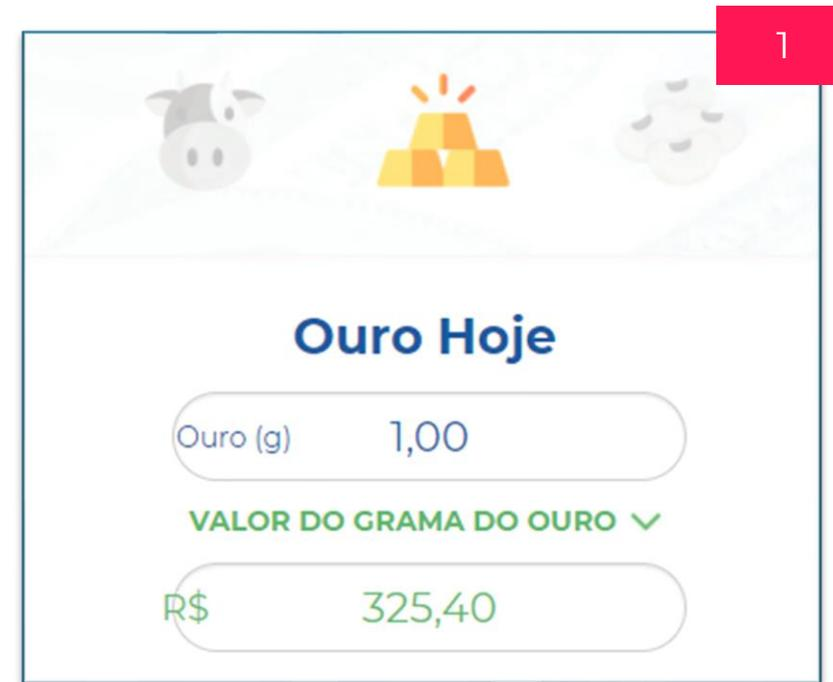 1
Ouro Hoje
Ouro (g) 1,00
VALOR DO GRAMA DO OURO
R$ 325,40